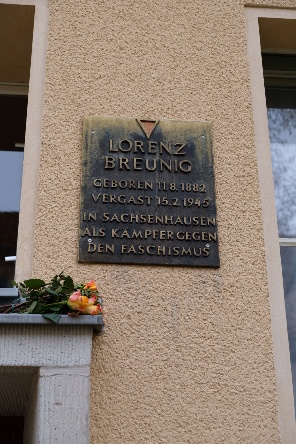 LORENZ
BREUNIG
GEBOREN 11.8.1882
VERGAST 15.2.1945
IN SACHSENHAUSEN
ALS KÄMPFER GEGEN
DEN FASCHISMUS